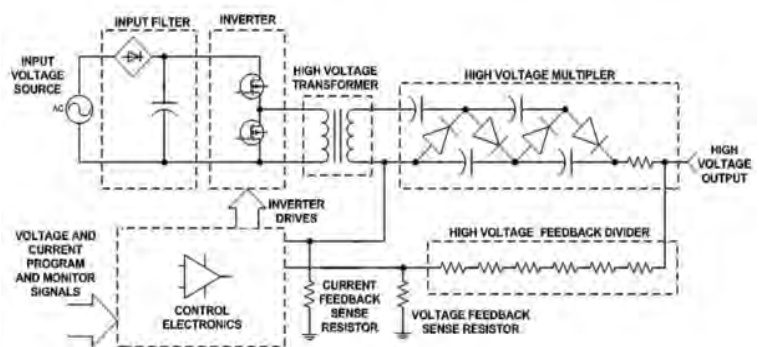 INPUT FILTER
INVERTER
INPUT
VOLTAGE
SOURCE
AC
HIGH VOLTAGE
TRANSFORMER
HIGH VOLTAGE MULTIPLER
HIGH
VOLTAGE
OUTPUT
INVERTER
DRIVES
VOLTAGE AND
CURRENT
PROGRAM
AND MONITOR
SIGNALS
CONTROL
ELECTRONICS
CURRENT
FEEDBACK
SENSE
RESISTOR
HIGH VOLTAGE FEEDBACK DIVIDER
VOLTAGE FEEDBACK
SENSE RESISTOR